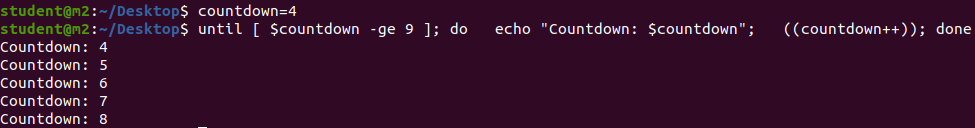 student@m2:~/Desktop$ countdown=4
student@m2:~/Desktop$ until [ $countdown -ge 9 ]; do   echo "Countdown: $countdown";   ((countdown++)); done
Countdown: 4
Countdown: 5
Countdown: 6
Countdown: 7
Countdown: 8